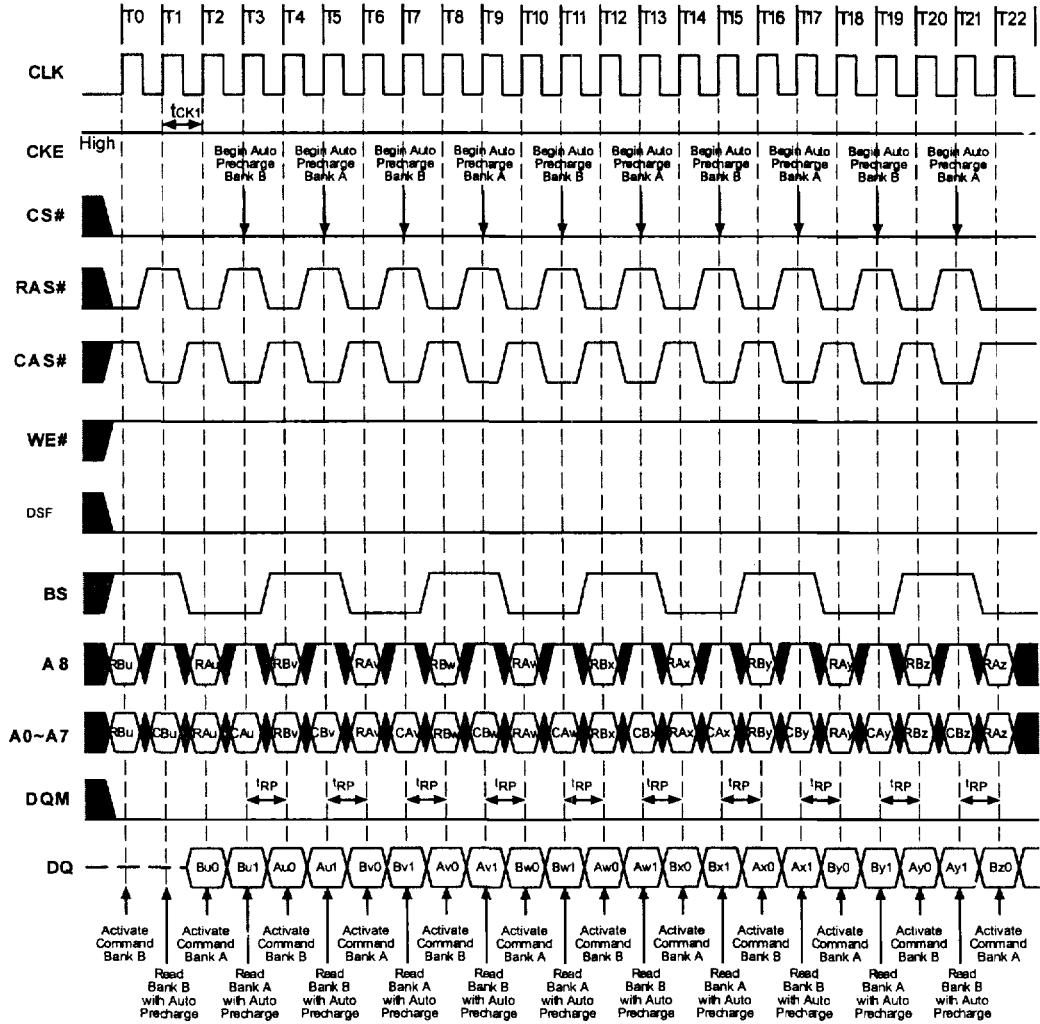 T0 T1 T2 T3 T4 T5 T6 T7 T8 T9 T10 T11 T12 T13 T14 T15 T16 T17 T18 T19 T20 T21 T22
CLK
tCK1
High
CKE
Begin Auto Begin Auto Begin Auto Begin Auto Begin Auto Begin Auto Begin Auto Begin Auto Begin Auto Begin Auto
Precharge Precharge Precharge Precharge Precharge Precharge Precharge Precharge Precharge Precharge
Bank B Bank A Bank B Bank A Bank B Bank A Bank B Bank A Bank B Bank A
CS#
RAS#
CAS#
WE#
DSF
BS
A8 RBu RAu RBv RAv RBw RAw RBx RAx RBy RAy RBz RAz
A0~A7 RBu CBu RAu CAu RBv CBv RAv CAv RBw CBw RAw CAw RBx CBx RAx CAx RBy CBy RAy CAy RBz CBz RAz
tRP tRP tRP tRP tRP tRP tRP tRP tRP tRP
DQM
DQ Bu0 Bu1 Au0 Au1 Bv0 Bv1 Av0 Av1 Bw0 Bw1 Aw0 Aw1 Bx0 Bx1 Ax0 Ax1 By0 By1 Ay0 Ay1 Bz0
Activate Activate Activate Activate Activate Activate Activate Activate Activate Activate Activate Activate
Command Command Command Command Command Command Command Command Command Command Command Command
Bank B Bank A Bank B Bank A Bank B Bank A Bank B Bank A Bank B Bank A Bank B Bank A
Read Read Read Read Read Read Read Read Read Read Read
Bank B Bank A Bank B Bank A Bank B Bank A Bank B Bank A Bank B Bank A Bank B
with Auto with Auto with Auto with Auto with Auto with Auto with Auto with Auto with Auto with Auto with Auto
Precharge Precharge Precharge Precharge Precharge Precharge Precharge Precharge Precharge Precharge Precharge